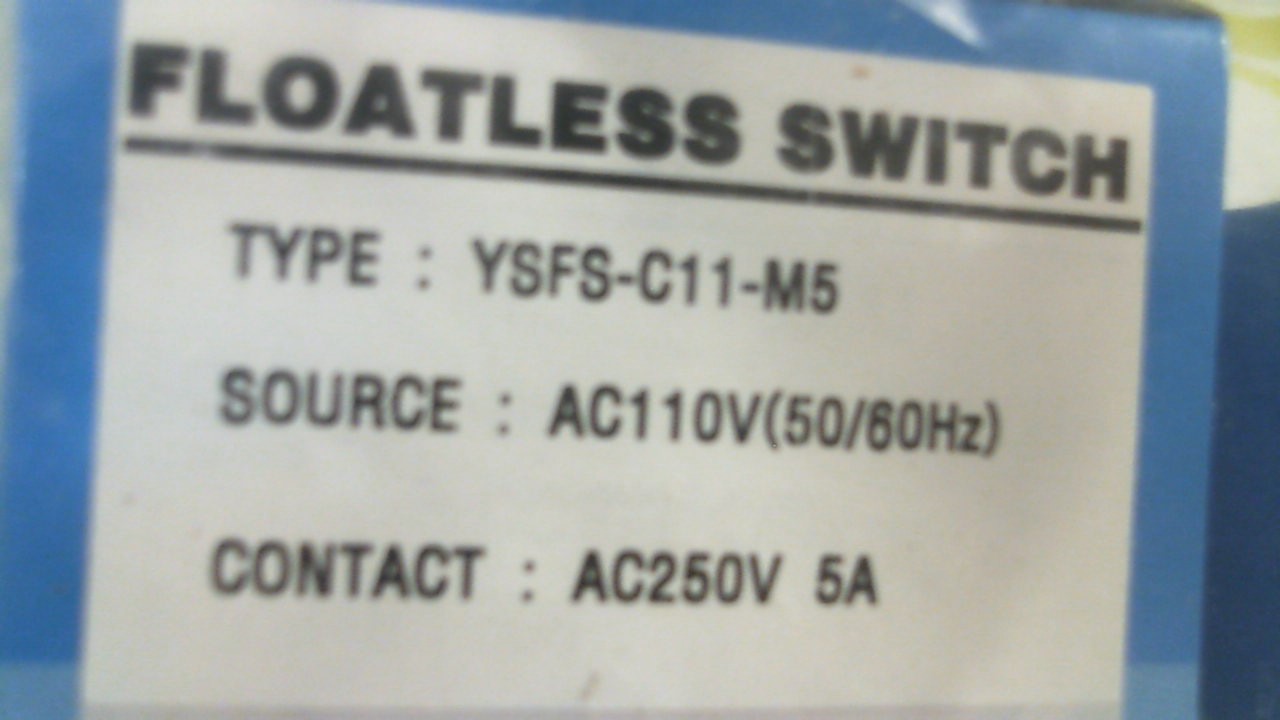 FLOATLESS SWITCH
TYPE : YSFS-C11-M5
SOURCE : AC110V(50/60Hz)
CONTACT : AC250V 5A